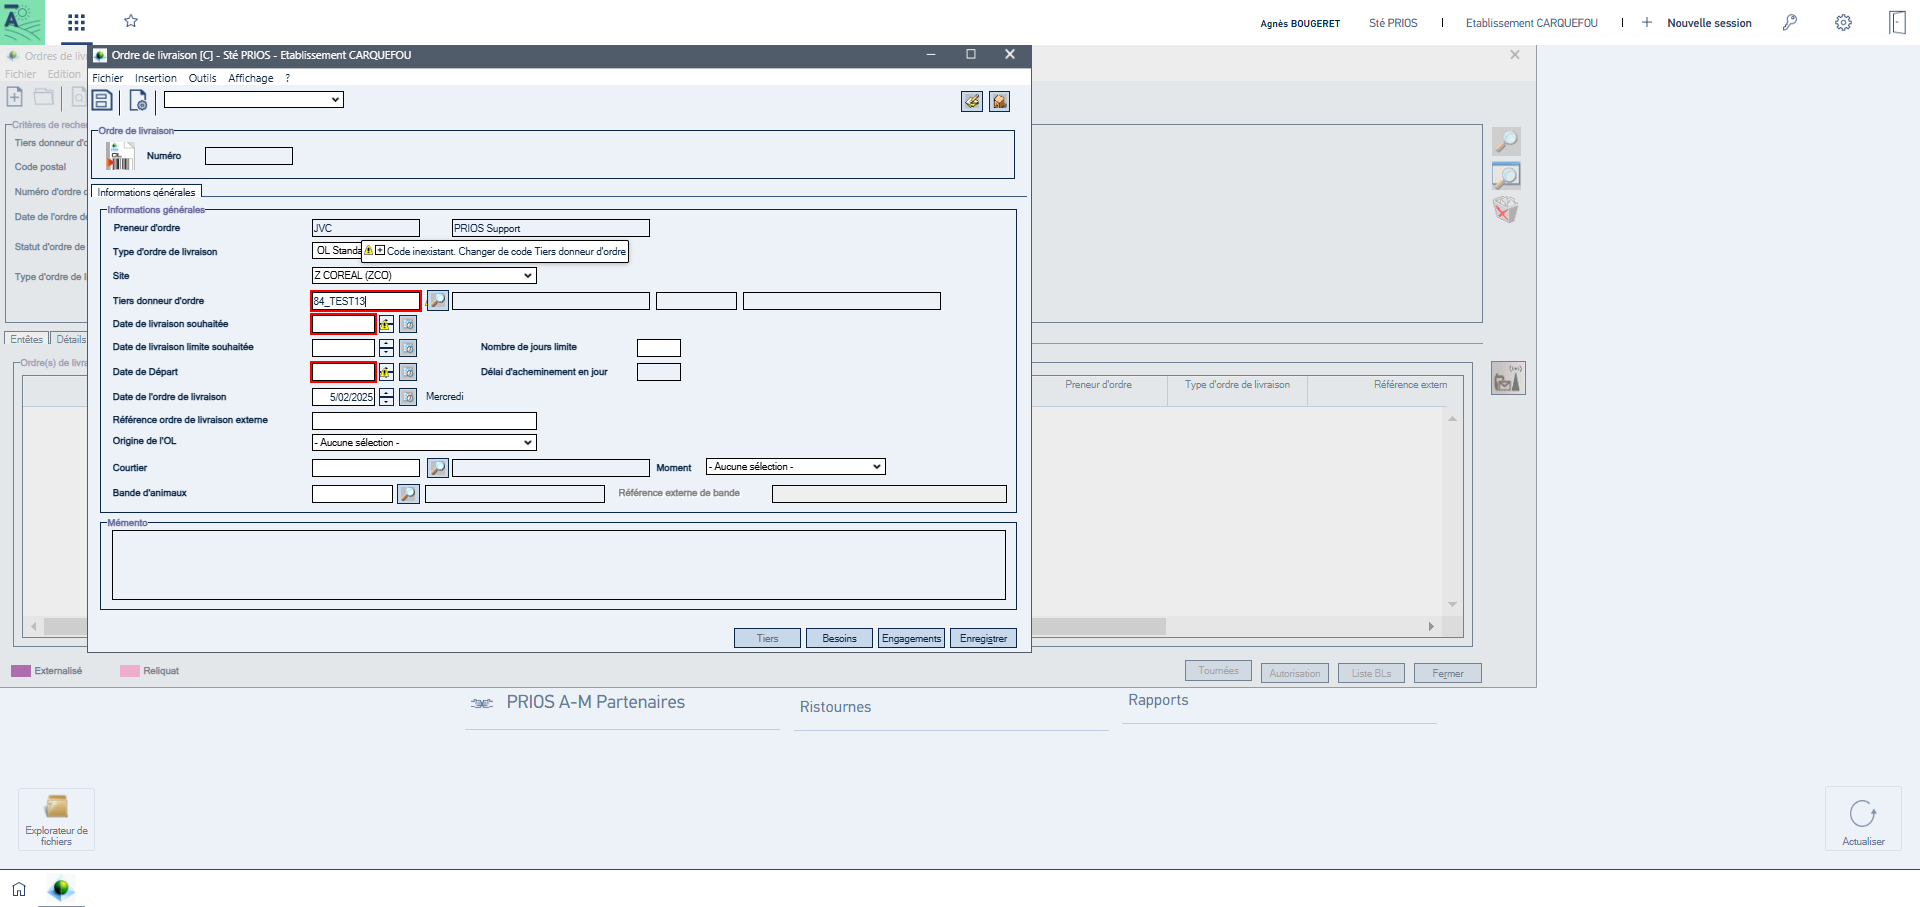 Agnès BOUGERET
Sté PRIOS
Etablissement CARQUEFOU
Nouvelle session
Ordres de liv
Fichier Edition
Critères de reche
Tiers donneur d'o
Code postal
Numéro d'ordre d
Date de l'ordre de
Statut d'ordre de
Type d'ordre de l
Entêtes Détails
Ordre(s) de livra
Ordre de livraison [C] - Sté PRIOS - Etablissement CARQUEFOU
Fichier Insertion Outils Affichage ?
Ordre de livraison
Numéro
Informations générales
Informations générales
Preneur d'ordre JVC PRIOS Support
Type d'ordre de livraison OL Standa
Code inexistant. Changer de code Tiers donneur d'ordre
Site Z COREAL (ZCO)
Tiers donneur d'ordre 84_TEST13
Date de livraison souhaitée
Date de livraison limite souhaitée Nombre de jours limite
Date de Départ Délai d'acheminement en jour
Date de l'ordre de livraison 5/02/2025 Mercredi
Référence ordre de livraison externe
Origine de l'OL - Aucune sélection -
Courtier Moment - Aucune sélection -
Bande d'animaux Référence externe de bande
Mémento
Tiers Besoins Engagements Enregistrer
Preneur d'ordre Type d'ordre de livraison Référence extern
Externalisé Reliquat
Tournées Autorisation Liste BLs Fermer
PRIOS A-M Partenaires
Ristournes
Rapports
Explorateur de
fichiers
Actualiser